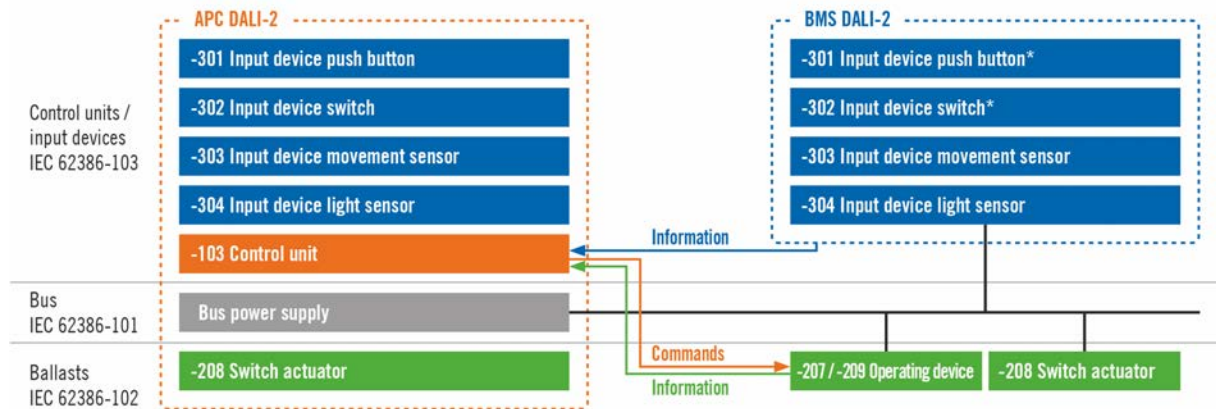 APC DALI-2
BMS DALI-2
Control units /
input devices
IEC 62386-103
-301 Input device push button
-302 Input device switch
-303 Input device movement sensor
-304 Input device light sensor
-103 Control unit
-301 Input device push button*
-302 Input device switch*
-303 Input device movement sensor
-304 Input device light sensor
Information
Bus
IEC 62386-101
Bus power supply
Ballasts
IEC 62386-102
-208 Switch actuator
Commands
Information
-207 / -209 Operating device
-208 Switch actuator